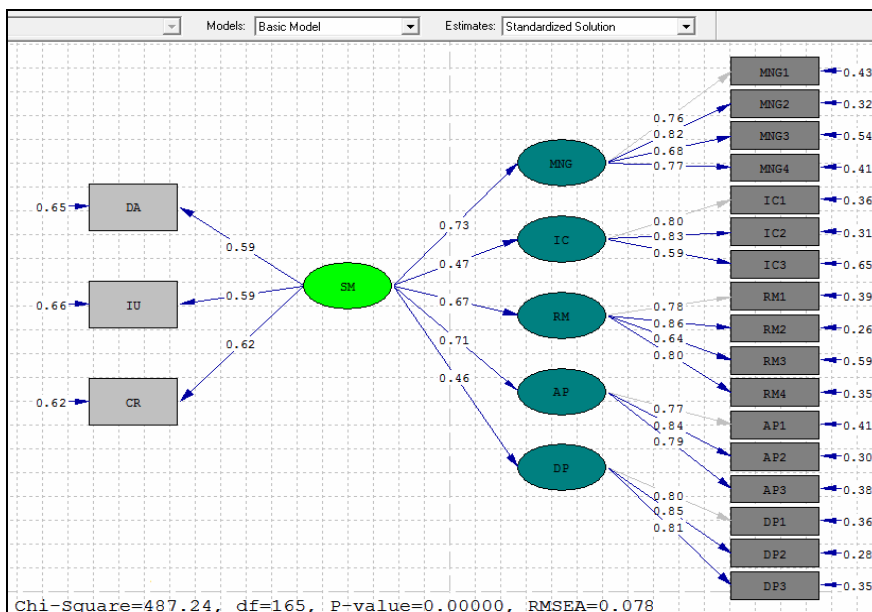 Models: Basic Model Estimates: Standardized Solution
MNG1 0.43
MNG2 0.32
0.76
0.82
MNG3 0.54
0.68
MNG
0.77
MNG4 0.41
IC1 0.36
0.65 DA
0.80
0.73
IC2 0.31
0.59
IC
0.83
0.47
0.59
IC3 0.65
SM
0.59
RM1 0.39
0.66 IU
0.67
0.78
RM
0.86
RM2 0.26
0.62
0.71
0.64
0.80
RM3 0.59
0.46
AP
RM4 0.35
0.62 CR
0.77
AP1 0.41
0.84
0.79
AP2 0.30
DP
AP3 0.38
0.80
0.85
DP1 0.36
0.81
DP2 0.28
DP3 0.35
Chi-Square=487.24, df=165, P-value=0.00000, RMSEA=0.078